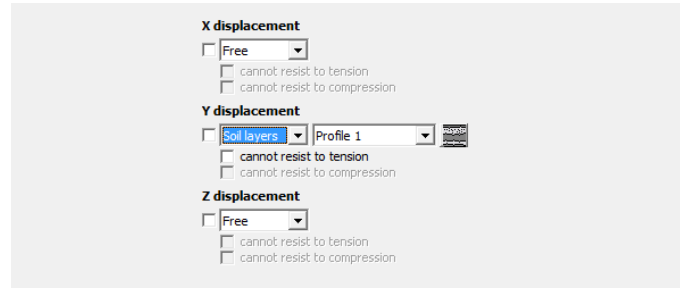 X displacement
Free
cannot resist to tension
cannot resist to compression
Y displacement
Soil layers Profile 1
cannot resist to tension
cannot resist to compression
Z displacement
Free
cannot resist to tension
cannot resist to compression